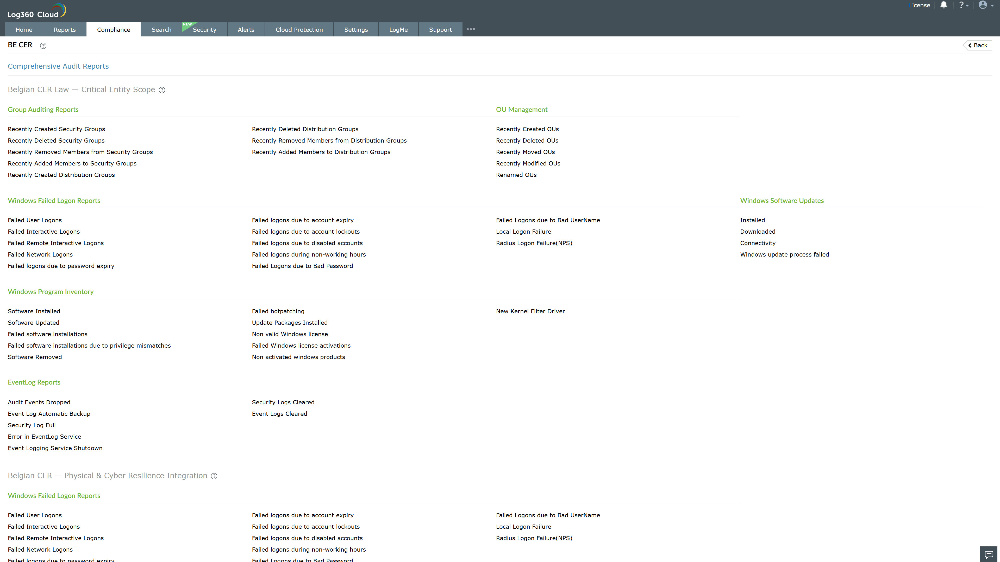 Log360 Cloud
License
?
Home
Reports
Compliance
Search
NEW
Security
Alerts
Cloud Protection
Settings
LogMe
Support
BE CER ?
Back
Comprehensive Audit Reports
Belgian CER Law — Critical Entity Scope ?
Group Auditing Reports
Recently Created Security Groups
Recently Deleted Security Groups
Recently Removed Members from Security Groups
Recently Added Members to Security Groups
Recently Created Distribution Groups
Recently Deleted Distribution Groups
Recently Removed Members from Distribution Groups
Recently Added Members to Distribution Groups
OU Management
Recently Created OUs
Recently Deleted OUs
Recently Moved OUs
Recently Modified OUs
Renamed OUs
Windows Failed Logon Reports
Failed User Logons
Failed Interactive Logons
Failed Remote Interactive Logons
Failed Network Logons
Failed logons due to password expiry
Failed logons due to account expiry
Failed logons due to account lockouts
Failed logons due to disabled accounts
Failed logons during non-working hours
Failed Logons due to Bad Password
Failed Logons due to Bad UserName
Local Logon Failure
Radius Logon Failure(NPS)
Windows Software Updates
Installed
Downloaded
Connectivity
Windows update process failed
Windows Program Inventory
Software Installed
Software Updated
Failed software installations
Failed software installations due to privilege mismatches
Software Removed
Failed hotpatching
Update Packages Installed
Non valid Windows license
Failed Windows license activations
Non activated windows products
New Kernel Filter Driver
EventLog Reports
Audit Events Dropped
Event Log Automatic Backup
Security Log Full
Error in EventLog Service
Event Logging Service Shutdown
Security Logs Cleared
Event Logs Cleared
Belgian CER — Physical & Cyber Resilience Integration ?
Windows Failed Logon Reports
Failed User Logons
Failed Interactive Logons
Failed Remote Interactive Logons
Failed Network Logons
Failed logons due to password expiry
Failed logons due to account expiry
Failed logons due to account lockouts
Failed logons due to disabled accounts
Failed logons during non-working hours
Failed Logons due to Bad Password
Failed Logons due to Bad UserName
Local Logon Failure
Radius Logon Failure(NPS)